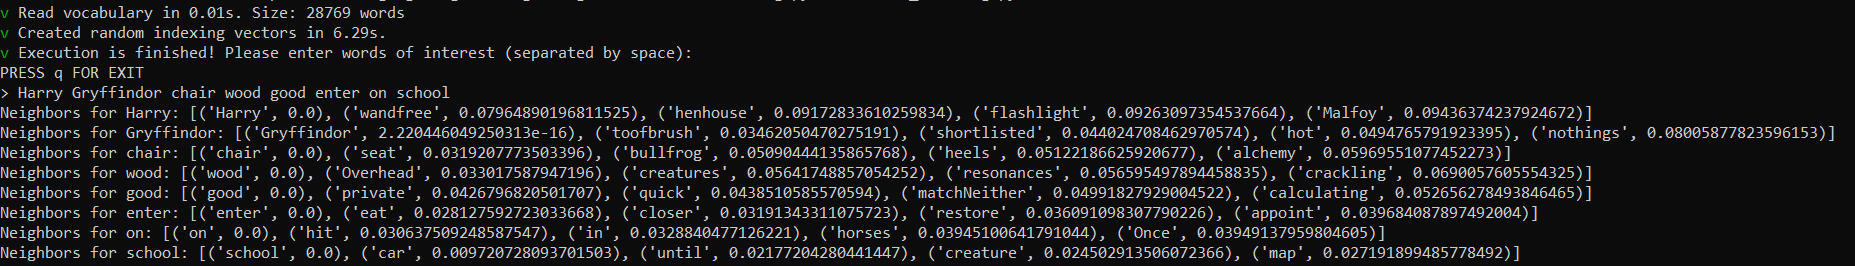 v Read vocabulary in 0.01s. Size: 28769 words
v Created random indexing vectors in 6.29s.
v Execution is finished! Please enter words of interest (separated by space):
PRESS q FOR EXIT
> Harry Gryffindor chair wood good enter on school
Neighbors for Harry: [('Harry', 0.0), ('wandfree', 0.07964890196811525), ('henhouse', 0.09172833610259834), ('flashlight', 0.09263097354537664), ('Malfoy', 0.09436374237924672)]
Neighbors for Gryffindor: [('Gryffindor', 2.220446049250313e-16), ('toofbrush', 0.03462050470275191), ('shortlisted', 0.044024708462970574), ('hot', 0.0494765791923395), ('nothings', 0.08005877823596153)]
Neighbors for chair: [('chair', 0.0), ('seat', 0.0319207773503396), ('bullfrog', 0.05090444135865768), ('heels', 0.05122186625920677), ('alchemy', 0.05969551077452273)]
Neighbors for wood: [('wood', 0.0), ('Overhead', 0.033017587947196), ('creatures', 0.05641748857054252), ('resonances', 0.056595497894458835), ('crackling', 0.0690057605554325)]
Neighbors for good: [('good', 0.0), ('private', 0.0426796820501707), ('quick', 0.0438510585570594), ('matchNeither', 0.04991827929004522), ('calculating', 0.052656278493846465)]
Neighbors for enter: [('enter', 0.0), ('eat', 0.028127592723033668), ('closer', 0.03191343311075723), ('restore', 0.036091098307790226), ('appoint', 0.039684087897492004)]
Neighbors for on: [('on', 0.0), ('hit', 0.030637509248587547), ('in', 0.0328840477126221), ('horses', 0.03945100641791044), ('Once', 0.03949137959804605)]
Neighbors for school: [('school', 0.0), ('car', 0.009720728093701503), ('until', 0.02177204280441447), ('creature', 0.024502913506072366), ('map', 0.027191899485778492)]